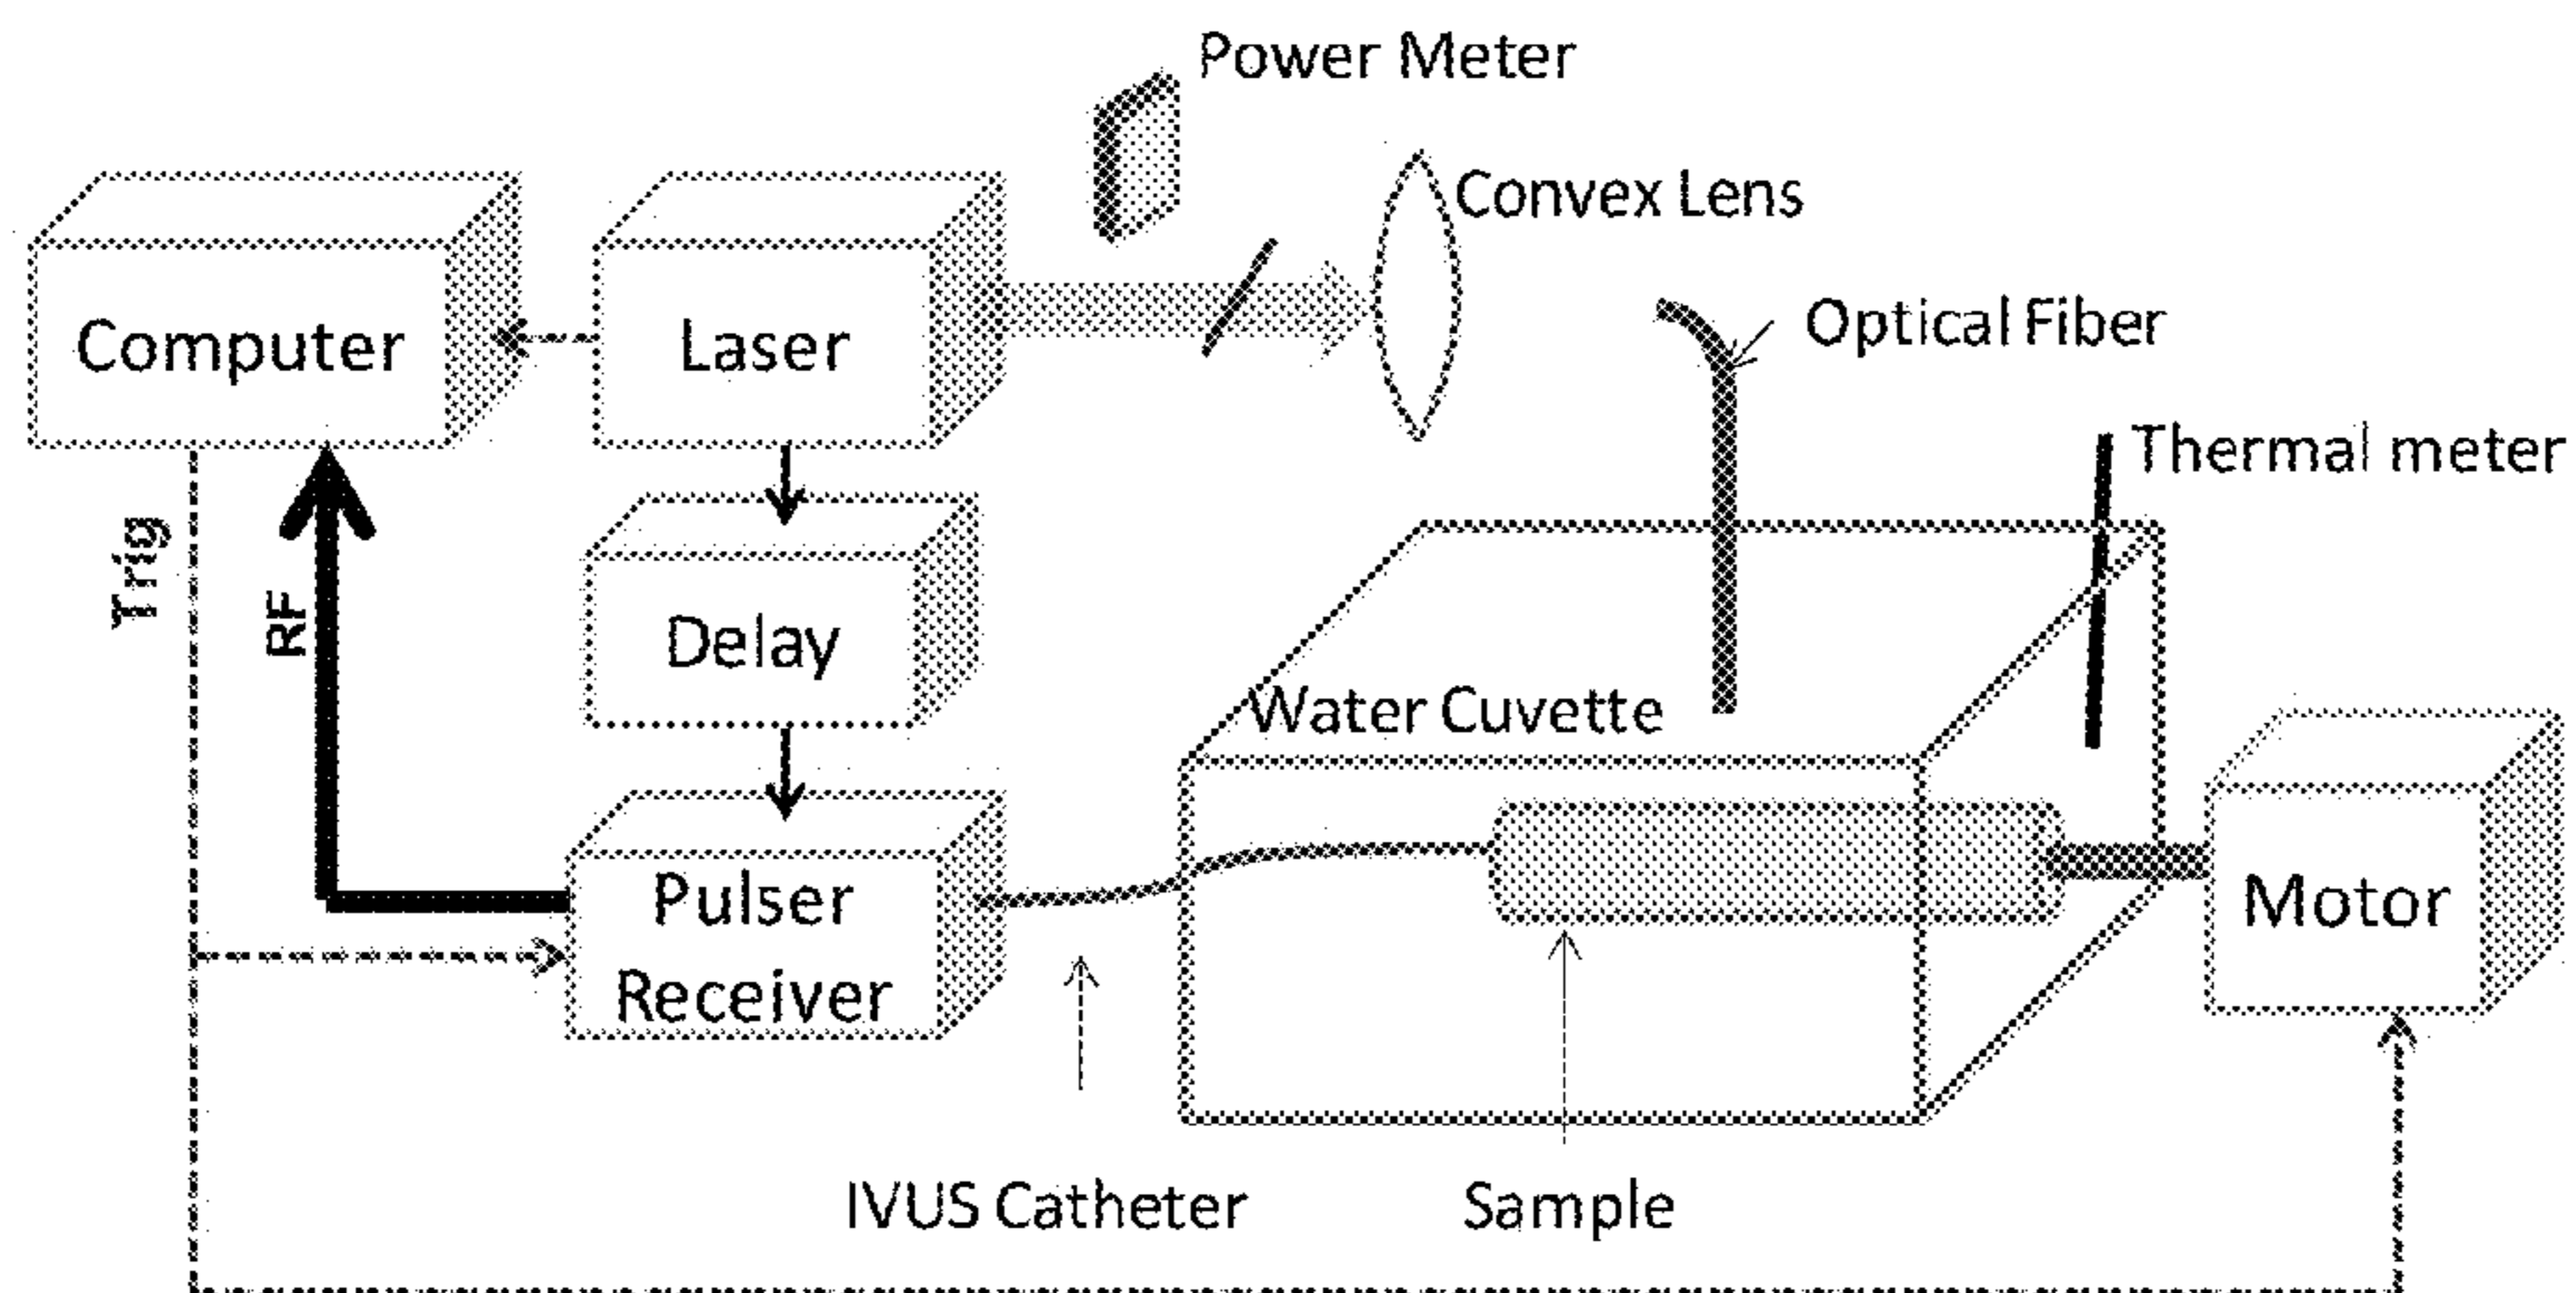 Power Meter
Convex Lens
Computer
Laser
Optical Fiber
Thermal meter
Trig
RF
Delay
Water Cuvette
Pulser
Receiver
Motor
IVUS Catheter
Sample